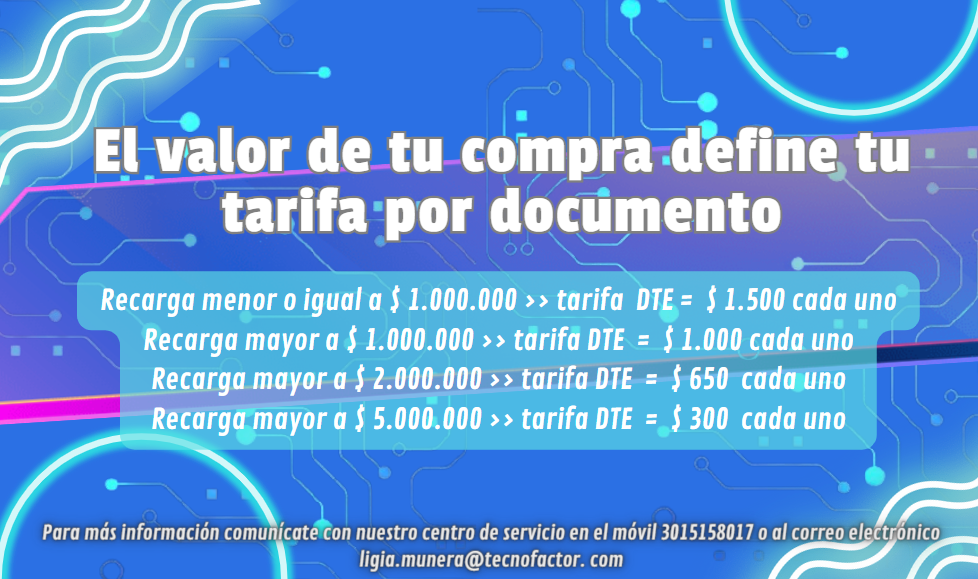 El valor de tu compra define tu
tarifa por documento
Recarga menor o igual a $ 1.000.000 >> tarifa DTE = $ 1.500 cada uno
Recarga mayor a $ 1.000.000 >> tarifa DTE = $ 1.000 cada uno
Recarga mayor a $ 2.000.000 >> tarifa DTE = $ 650 cada uno
Recarga mayor a $ 5.000.000 >> tarifa DTE = $ 300 cada uno
Para más información comunícate con nuestro centro de servicio en el móvil 3015158017 o al correo electrónico
ligia.munera@tecnofactor. com